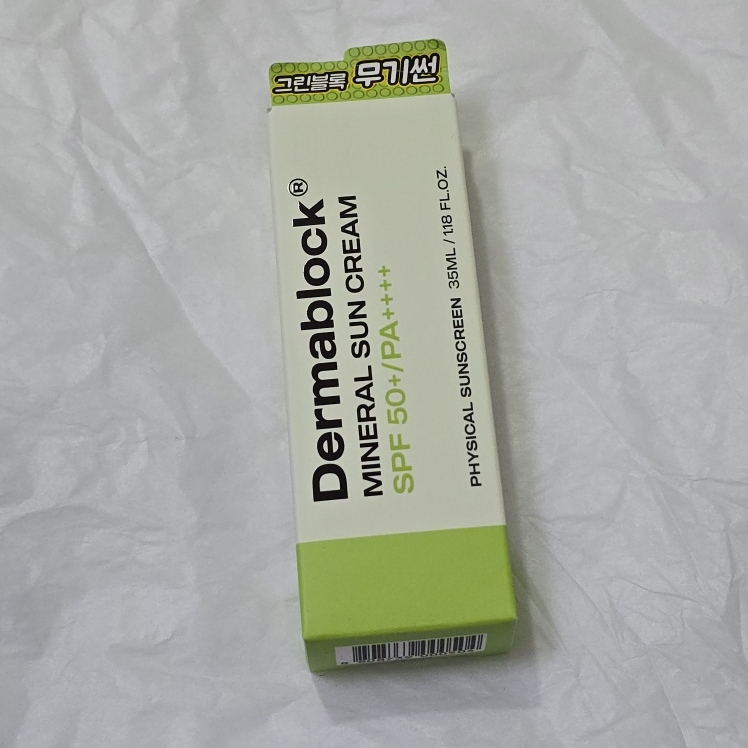 그린블록 무기썬
Dermablock®
MINERAL SUN CREAM
SPF 50+/PA++++
PHYSICAL SUNSCREEN 35ML / 1.18 FL.OZ.